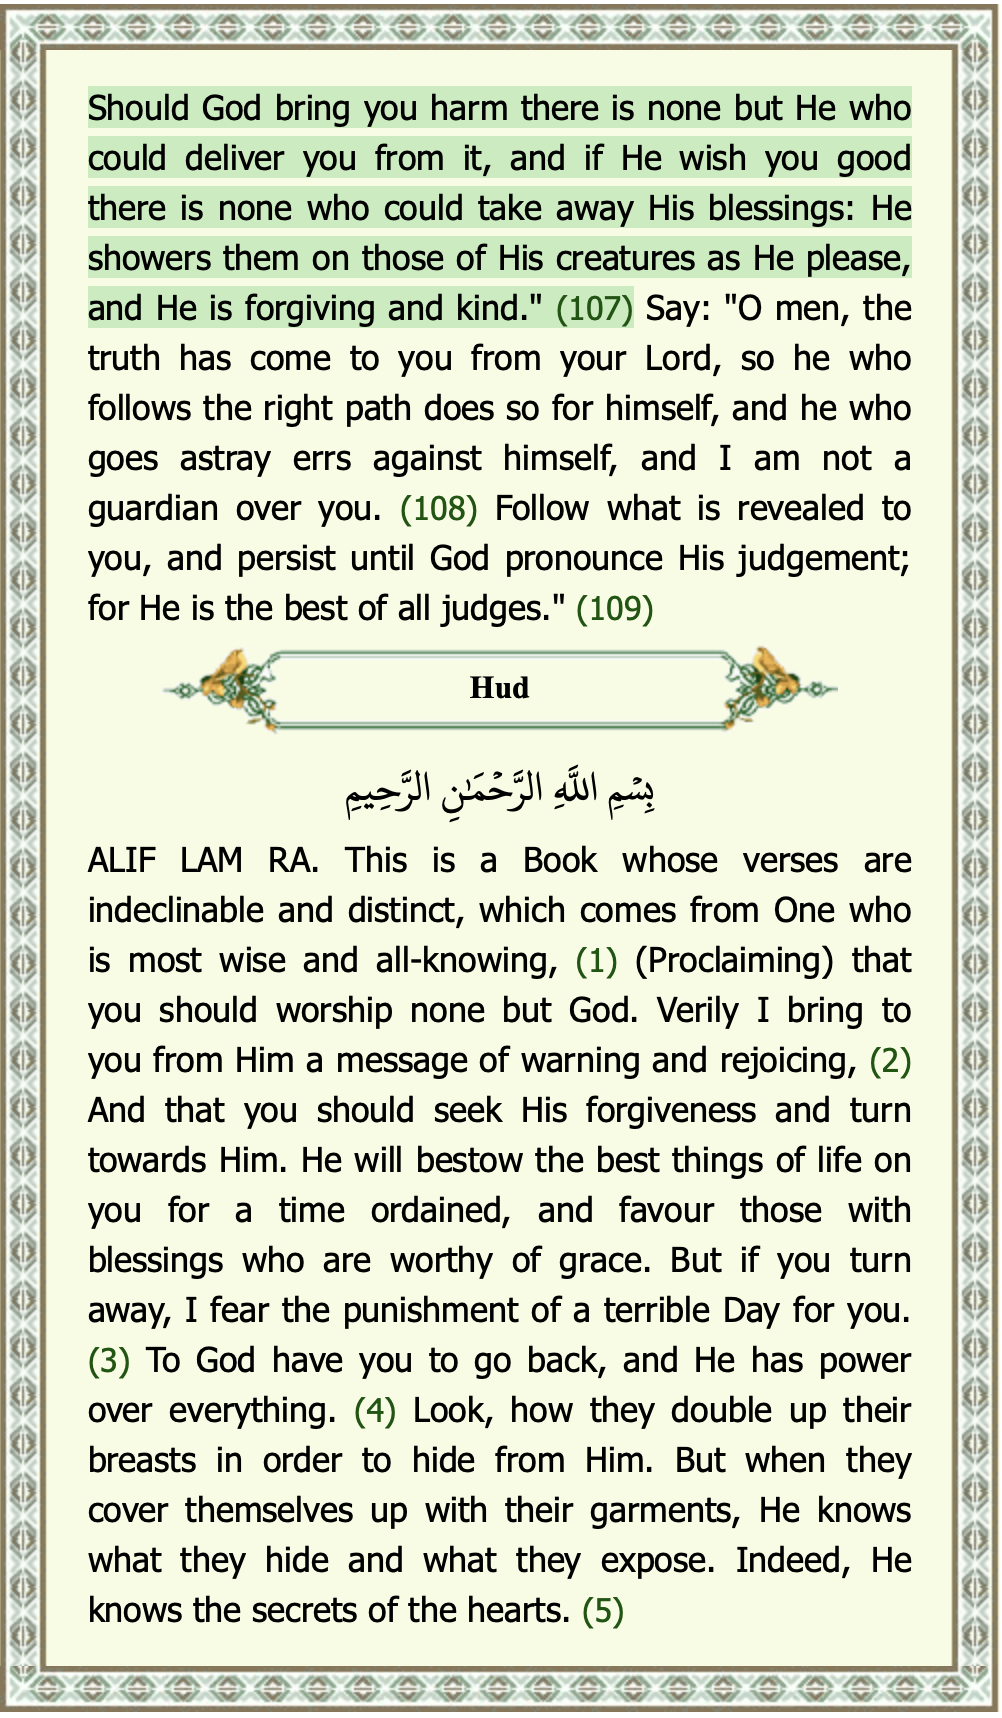 Should God bring you harm there is none but He who
could deliver you from it, and if He wish you good
there is none who could take away His blessings: He
showers them on those of His creatures as He please,
and He is forgiving and kind." (107) Say: "O men, the
truth has come to you from your Lord, so he who
follows the right path does so for himself, and he who
goes astray errs against himself, and I am not a
guardian over you. (108) Follow what is revealed to
you, and persist until God pronounce His judgement;
for He is the best of all judges." (109)
Hud
بِسْمِ اللَّهِ الرَّحْمَٰنِ الرَّحِيمِ
ALIF LAM RA. This is a Book whose verses are
indeclinable and distinct, which comes from One who
is most wise and all-knowing, (1) (Proclaiming) that
you should worship none but God. Verily I bring to
you from Him a message of warning and rejoicing, (2)
And that you should seek His forgiveness and turn
towards Him. He will bestow the best things of life on
you for a time ordained, and favour those with
blessings who are worthy of grace. But if you turn
away, I fear the punishment of a terrible Day for you.
(3) To God have you to go back, and He has power
over everything. (4) Look, how they double up their
breasts in order to hide from Him. But when they
cover themselves up with their garments, He knows
what they hide and what they expose. Indeed, He
knows the secrets of the hearts. (5)